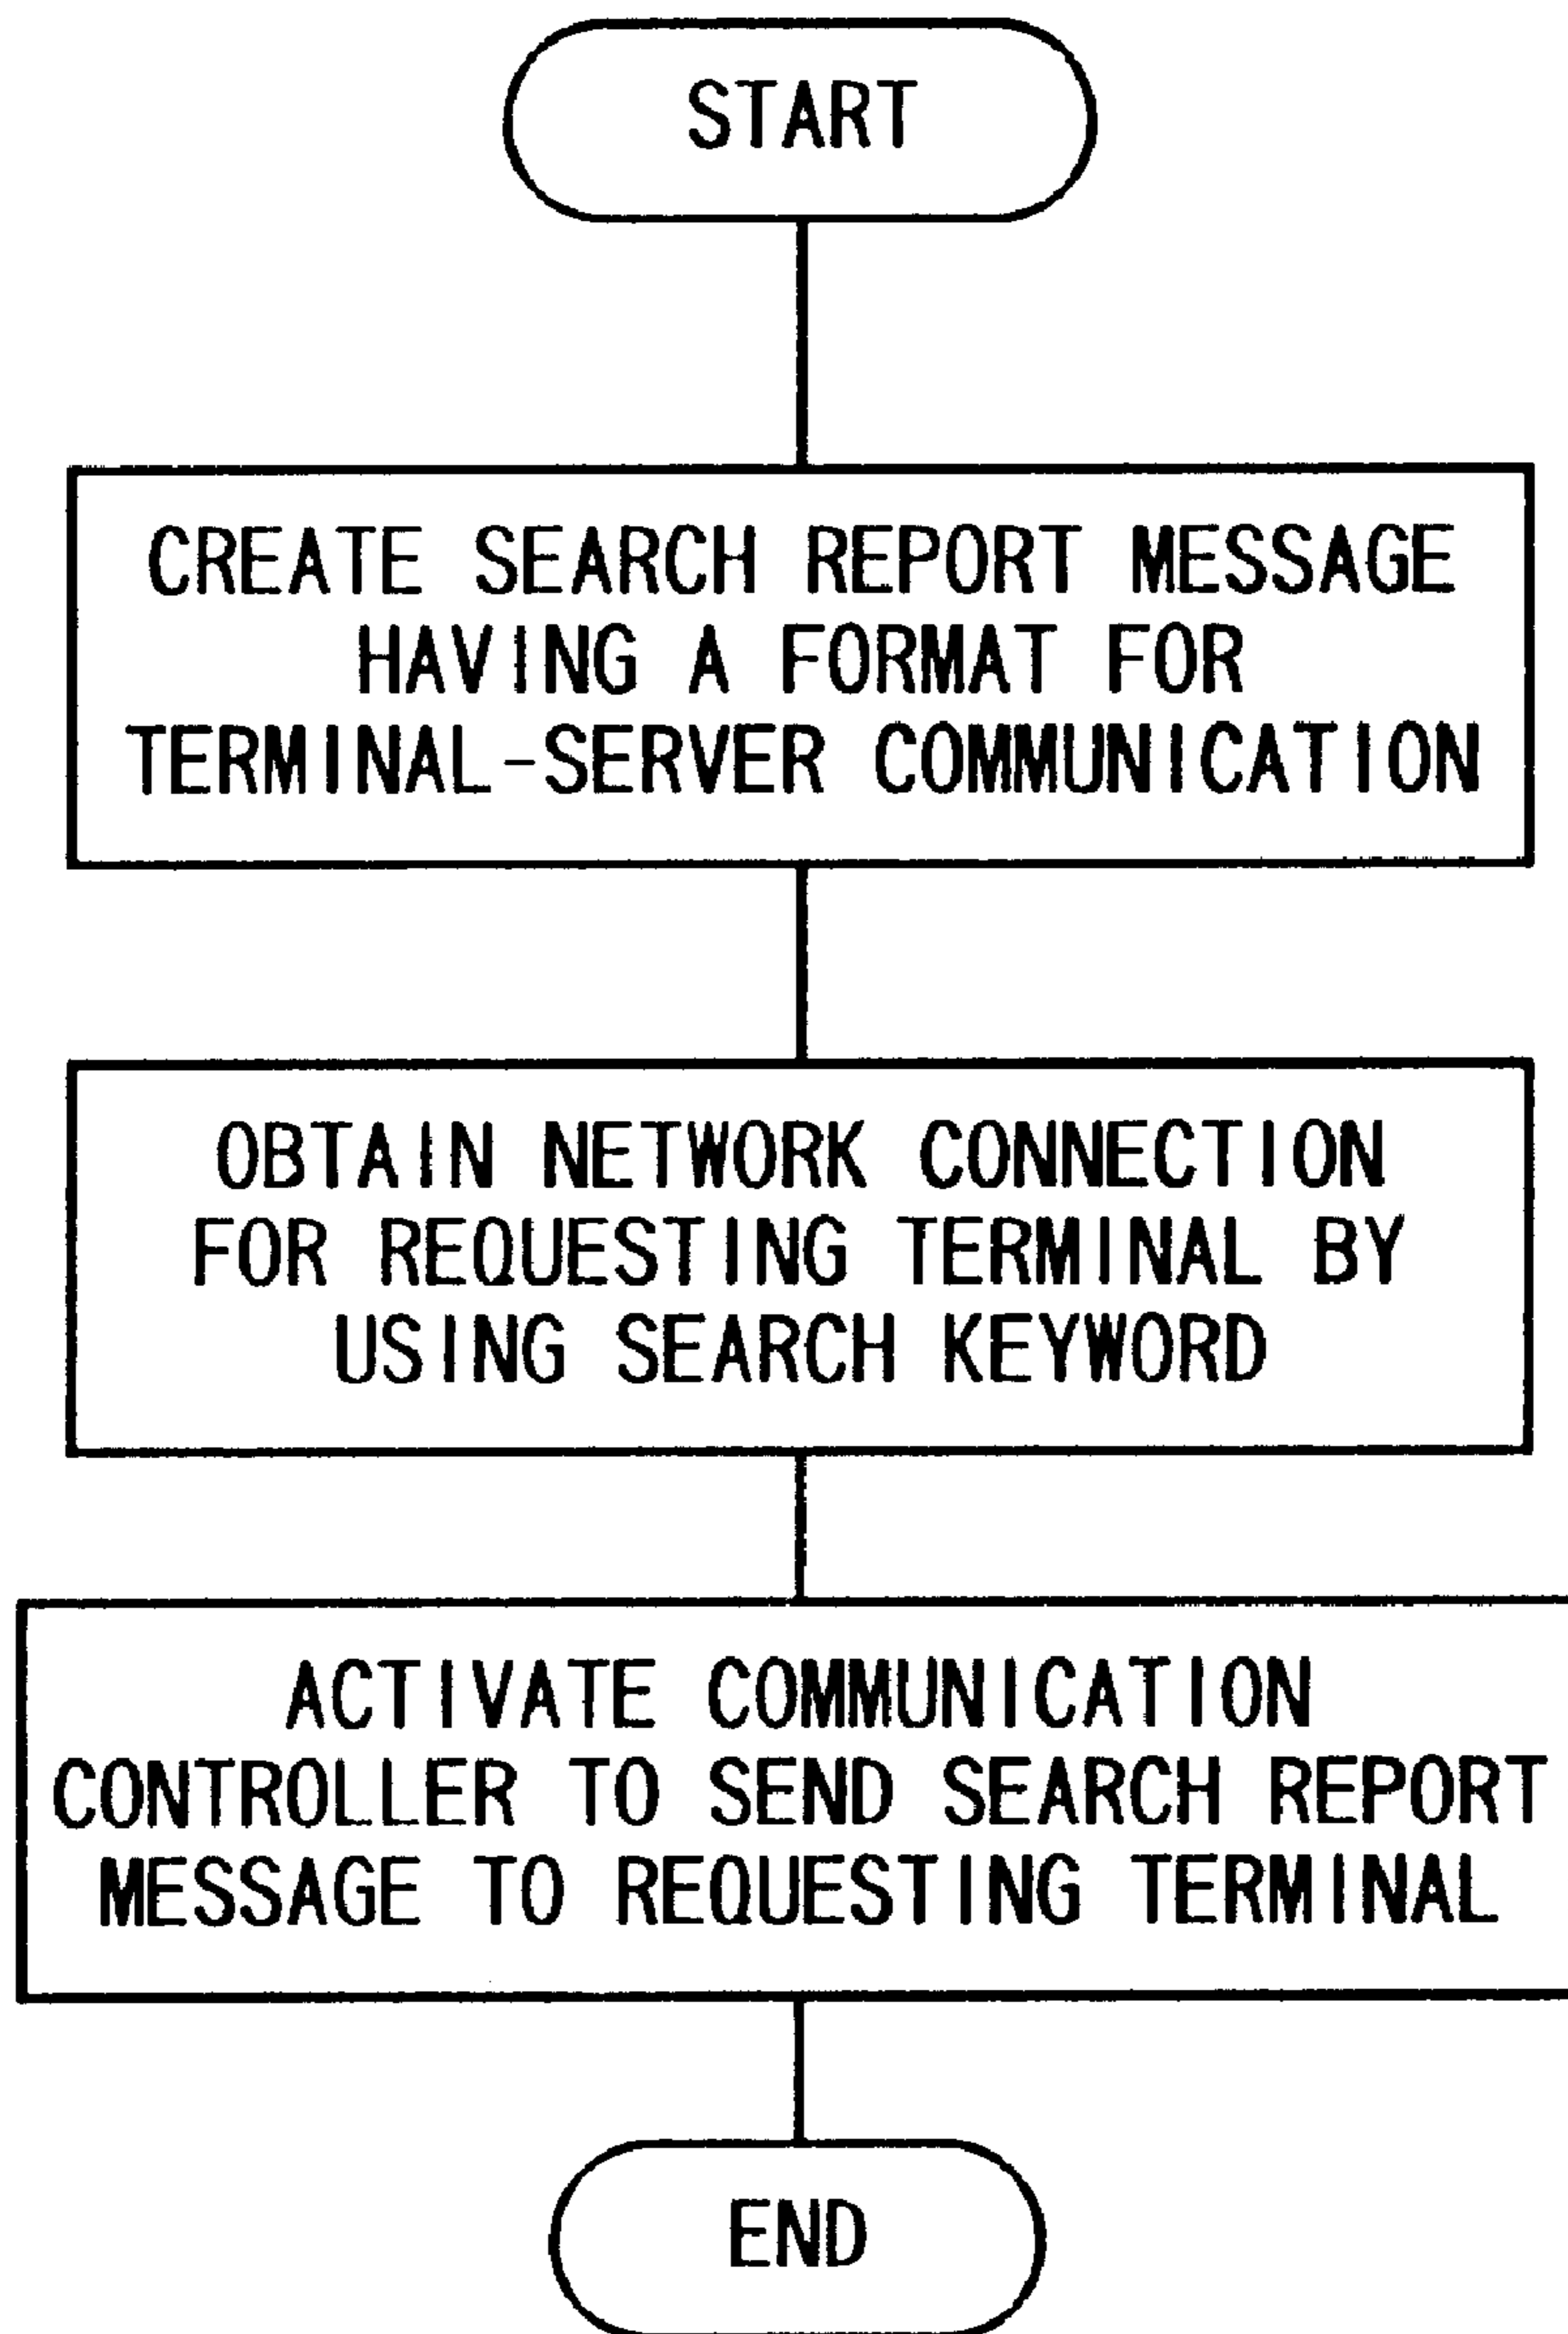 START
CREATE SEARCH REPORT MESSAGE
HAVING A FORMAT FOR
TERMINAL-SERVER COMMUNICATION
OBTAIN NETWORK CONNECTION
FOR REQUESTING TERMINAL BY
USING SEARCH KEYWORD
ACTIVATE COMMUNICATION
CONTROLLER TO SEND SEARCH REPORT
MESSAGE TO REQUESTING TERMINAL
END